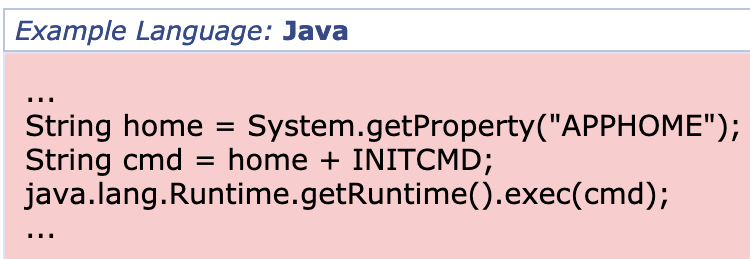 Example Language: Java
...
String home = System.getProperty("APPHOME");
String cmd = home + INITCMD;
java.lang.Runtime.getRuntime().exec(cmd);
...